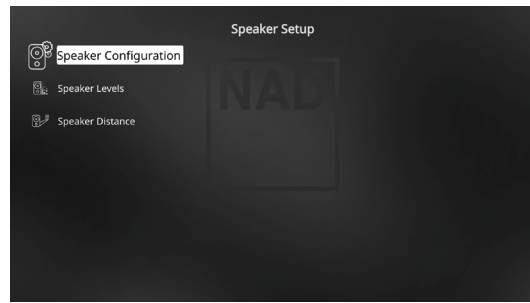 Speaker Setup
Speaker Configuration
Speaker Levels
Speaker Distance
NAD